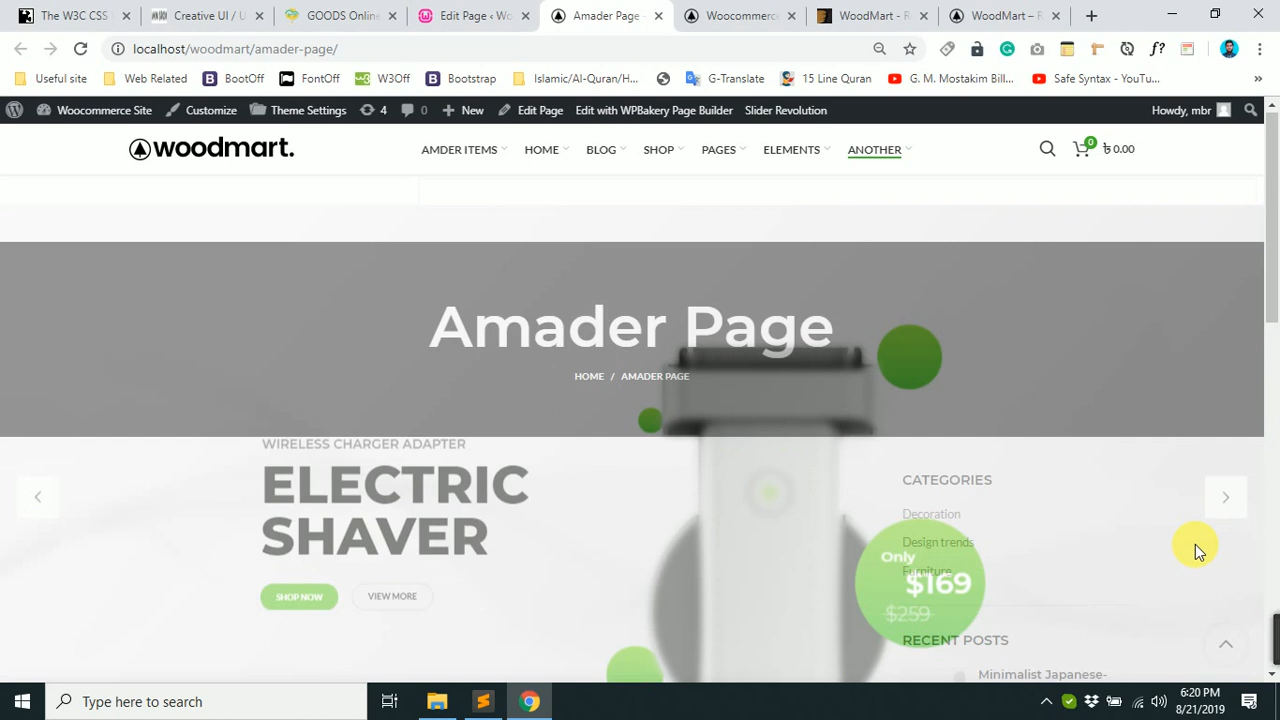 The W3C CSS
Creative UI / U
GOODS Online
Edit Page ‹ Wo
Amader Page -
Woocommerce
WoodMart - R
WoodMart – R
localhost/woodmart/amader-page/
Useful site
Web Related
BootOff
FontOff
W3Off
Bootstrap
Islamic/Al-Quran/H...
G-Translate
15 Line Quran
G. M. Mostakim Bill...
Safe Syntax - YouTu...
»
Woocommerce Site
Customize
Theme Settings
4
0
New
Edit Page
Edit with WPBakery Page Builder
Slider Revolution
Howdy, mbr
woodmart.
AMDER ITEMS
HOME
BLOG
SHOP
PAGES
ELEMENTS
ANOTHER
0
৳ 0.00
Amader Page
HOME / AMADER PAGE
WIRELESS CHARGER ADAPTER
ELECTRIC
SHAVER
SHOP NOW
VIEW MORE
CATEGORIES
Decoration
Design trends
Furniture
Only
$169
$259
RECENT POSTS
Minimalist Japanese-
Type here to search
6:20 PM
8/21/2019